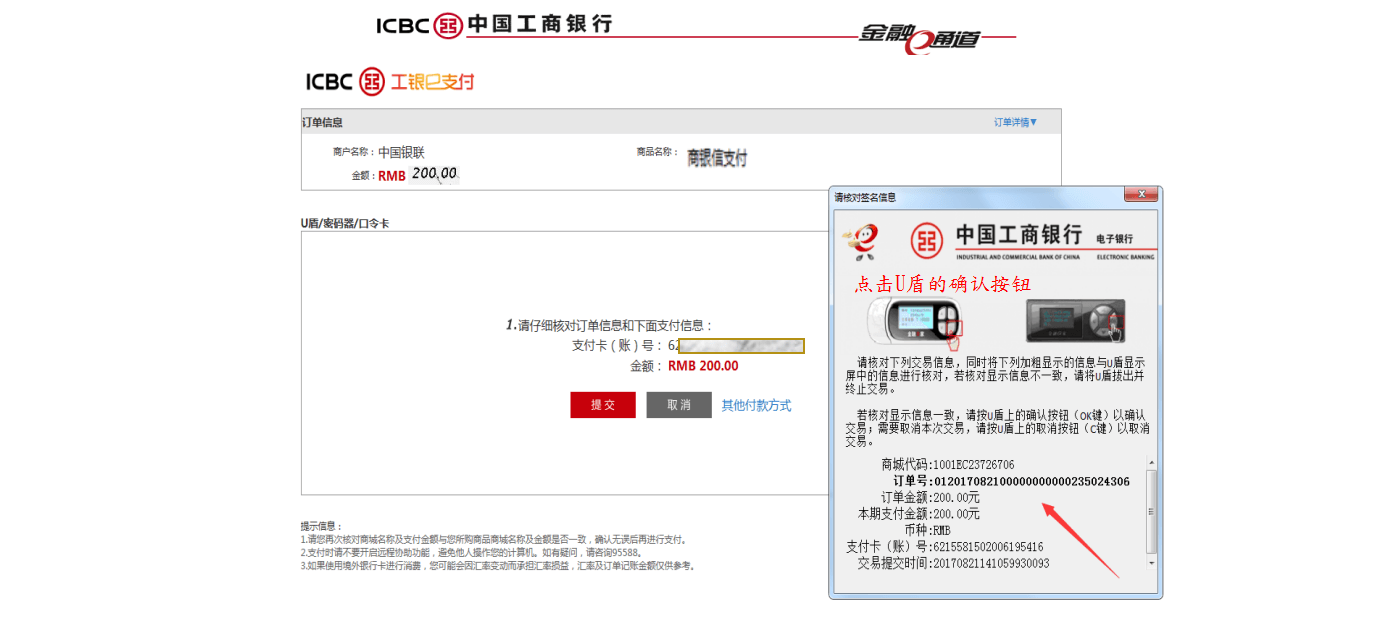 ICBC 中国工商银行
金融e通道
ICBC 工银e支付
订单信息
订单详情▼
商户名称：中国银联
商品名称： 商银信支付
金额：RMB 200.00
U盾/密码器/口令卡
1.请仔细核对订单信息和下面支付信息：
支付卡(账)号： 62
金额： RMB 200.00
提 交
取 消
其他付款方式
提示信息：
1.请您再次核对商城名称及支付金额与您所购商品商城名称及金额是否一致，确认无误后再进行支付。
2.支付时请不要开启远程协助功能，避免他人操作您的计算机。如有疑问，请咨询95588。
3.如果使用境外银行卡进行消费，您可能会因汇率变动而承担汇率损益，汇率及订单记账金额仅供参考。
请核对签名信息
x
中国工商银行 电子银行
INDUSTRIAL AND COMMERCIAL BANK OF CHINA ELECTRONIC BANKING
点击U盾的确认按钮
请核对下列交易信息，同时将下列加粗显示的信息与U盾显示
屏中的信息进行核对，若核对显示信息不一致，请将U盾拔出并
终止交易。
若核对显示信息一致，请按U盾上的确认按钮（OK键）以确认
交易；需要取消本次交易，请按U盾上的取消按钮（C键）以取消
交易。
商城代码:1001EC23726706
订单号:01201708210000000000235024306
订单金额:200.00元
本期支付金额:200.00元
币种:RMB
支付卡（账）号:6215581502006195416
交易提交时间:20170821141059930093